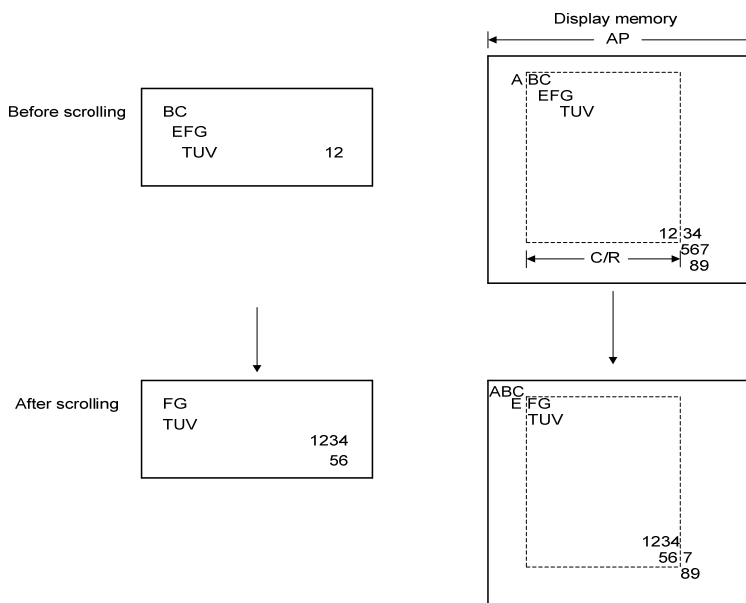 Display memory
AP
Before scrolling
BC
EFG
TUV 12
A BC
EFG
TUV
12 34
567
89
C/R
After scrolling
FG
TUV
1234
56
ABC
E FG
TUV
1234
56 7
89